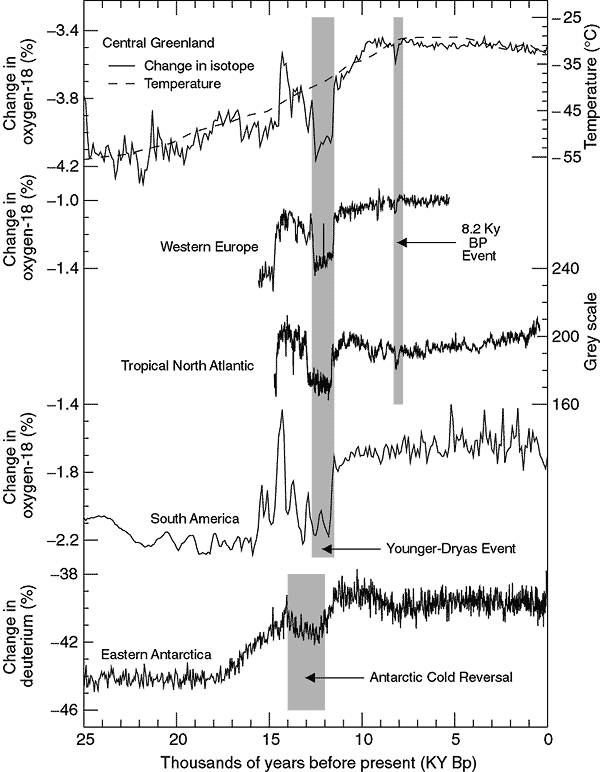 Change in
oxygen-18 (%)
−3.4
−3.8
−4.2
Central Greenland
Change in isotope
Temperature
−25
−35
−45
−55
Temperature (°C)
Change in
oxygen-18 (%)
−1.0
−1.4
Western Europe
8.2 Ky
BP
Event
Tropical North Atlantic
240
200
160
Grey scale
Change in
oxygen-18 (%)
−1.4
−1.8
−2.2
South America
Younger-Dryas Event
Change in
deuterium (%)
−38
−42
−46
Eastern Antarctica
Antarctic Cold Reversal
25 20 15 10 5 0
Thousands of years before present (KY Bp)